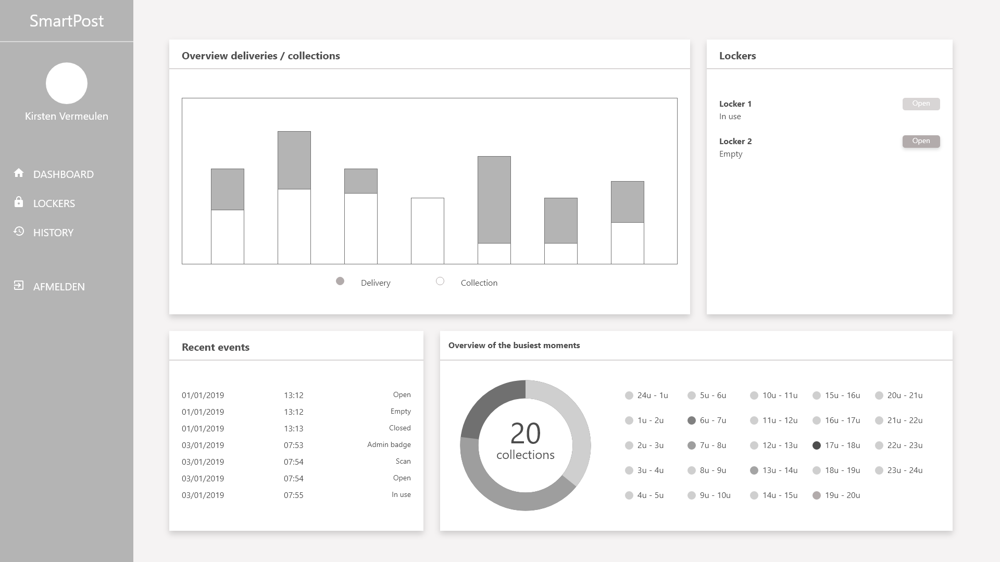 SmartPost
Kirsten Vermeulen
DASHBOARD
LOCKERS
HISTORY
AFMELDEN
Overview deliveries / collections
Delivery
Collection
Lockers
Locker 1
Open
In use
Locker 2
Open
Empty
Recent events
01/01/2019 13:12 Open
01/01/2019 13:12 Empty
01/01/2019 13:13 Closed
03/01/2019 07:53 Admin badge
03/01/2019 07:54 Scan
03/01/2019 07:54 Open
03/01/2019 07:55 In use
Overview of the busiest moments
20
collections
24u - 1u 5u - 6u 10u - 11u 15u - 16u 20u - 21u
1u - 2u 6u - 7u 11u - 12u 16u - 17u 21u - 22u
2u - 3u 7u - 8u 12u - 13u 17u - 18u 22u - 23u
3u - 4u 8u - 9u 13u - 14u 18u - 19u 23u - 24u
4u - 5u 9u - 10u 14u - 15u 19u - 20u